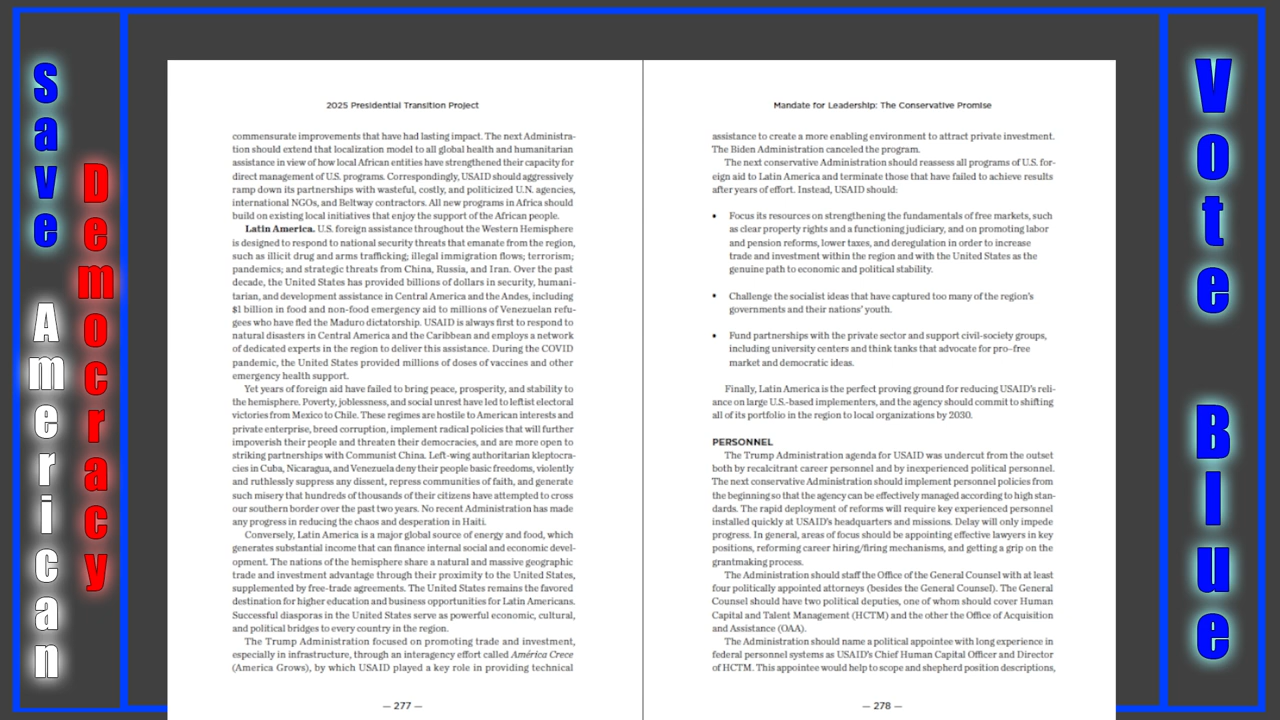 Save American
Democracy
2025 Presidential Transition Project
commensurate improvements that have had lasting impact. The next Administra-
tion should extend that localization model to all global health and humanitarian
assistance in view of how local African entities have strengthened their capacity for
direct management of U.S. programs. Correspondingly, USAID should aggressively
ramp down its partnerships with wasteful, costly, and politicized U.N. agencies,
international NGOs, and Beltway contractors. All new programs in Africa should
build on existing local initiatives that enjoy the support of the African people.
Latin America. U.S. foreign assistance throughout the Western Hemisphere
is designed to respond to national security threats that emanate from the region,
such as illicit drug and arms trafficking; illegal immigration flows; terrorism;
pandemics; and strategic threats from China, Russia, and Iran. Over the past
decade, the United States has provided billions of dollars in security, humani-
tarian, and development assistance in Central America and the Andes, including
$1 billion in food and non-food emergency aid to millions of Venezuelan refu-
gees who have fled the Maduro dictatorship. USAID is always first to respond to
natural disasters in Central America and the Caribbean and employs a network
of dedicated experts in the region to deliver this assistance. During the COVID
pandemic, the United States provided millions of doses of vaccines and other
emergency health support.
Yet years of foreign aid have failed to bring peace, prosperity, and stability to
the hemisphere. Poverty, joblessness, and social unrest have led to leftist electoral
victories from Mexico to Chile. These regimes are hostile to American interests and
private enterprise, breed corruption, implement radical policies that will further
impoverish their people and threaten their democracies, and are more open to
striking partnerships with Communist China. Left-wing authoritarian kleptocra-
cies in Cuba, Nicaragua, and Venezuela deny their people basic freedoms, violently
and ruthlessly suppress any dissent, repress communities of faith, and generate
such misery that hundreds of thousands of their citizens have attempted to cross
our southern border over the past two years. No recent Administration has made
any progress in reducing the chaos and desperation in Haiti.
Conversely, Latin America is a major global source of energy and food, which
generates substantial income that can finance internal social and economic devel-
opment. The nations of the hemisphere share a natural and massive geographic
trade and investment advantage through their proximity to the United States,
supplemented by free-trade agreements. The United States remains the favored
destination for higher education and business opportunities for Latin Americans.
Successful diasporas in the United States serve as powerful economic, cultural,
and political bridges to every country in the region.
The Trump Administration focused on promoting trade and investment,
especially in infrastructure, through an interagency effort called América Crece
(America Grows), by which USAID played a key role in providing technical
— 277 —
Mandate for Leadership: The Conservative Promise
assistance to create a more enabling environment to attract private investment.
The Biden Administration canceled the program.
The next conservative Administration should reassess all programs of U.S. for-
eign aid to Latin America and terminate those that have failed to achieve results
after years of effort. Instead, USAID should:
• Focus its resources on strengthening the fundamentals of free markets, such
as clear property rights and a functioning judiciary, and on promoting labor
and pension reforms, lower taxes, and deregulation in order to increase
trade and investment within the region and with the United States as the
genuine path to economic and political stability.
• Challenge the socialist ideas that have captured too many of the region's
governments and their nations' youth.
• Fund partnerships with the private sector and support civil-society groups,
including university centers and think tanks that advocate for pro–free
market and democratic ideas.
Finally, Latin America is the perfect proving ground for reducing USAID's reli-
ance on large U.S.-based implementers, and the agency should commit to shifting
all of its portfolio in the region to local organizations by 2030.
PERSONNEL
The Trump Administration agenda for USAID was undercut from the outset
both by recalcitrant career personnel and by inexperienced political personnel.
The next conservative Administration should implement personnel policies from
the beginning so that the agency can be effectively managed according to high stan-
dards. The rapid deployment of reforms will require key experienced personnel
installed quickly at USAID's headquarters and missions. Delay will only impede
progress. In general, areas of focus should be appointing effective lawyers in key
positions, reforming career hiring/firing mechanisms, and getting a grip on the
grantmaking process.
The Administration should staff the Office of the General Counsel with at least
four politically appointed attorneys (besides the General Counsel). The General
Counsel should have two political deputies, one of whom should cover Human
Capital and Talent Management (HCTM) and the other the Office of Acquisition
and Assistance (OAA).
The Administration should name a political appointee with long experience in
federal personnel systems as USAID's Chief Human Capital Officer and Director
of HCTM. This appointee would help to scope and shepherd position descriptions,
— 278 —
Vote Blue